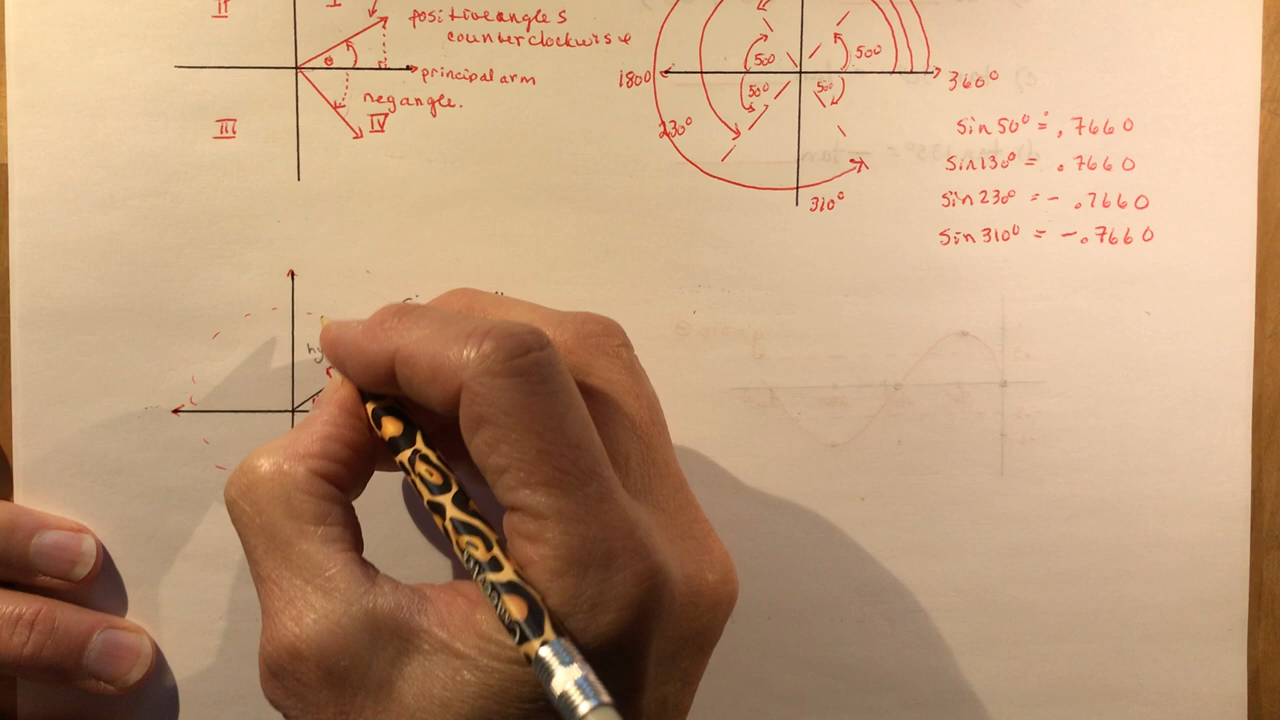 II
I
positive angles
counterclockwise
θ
principal arm
neg angle.
III
IV
50°
50°
50°
50°
180°
360°
230°
310°
sin 50° = .7660
sin 130° = .7660
sin 230° = -.7660
sin 310° = -.7660
hy